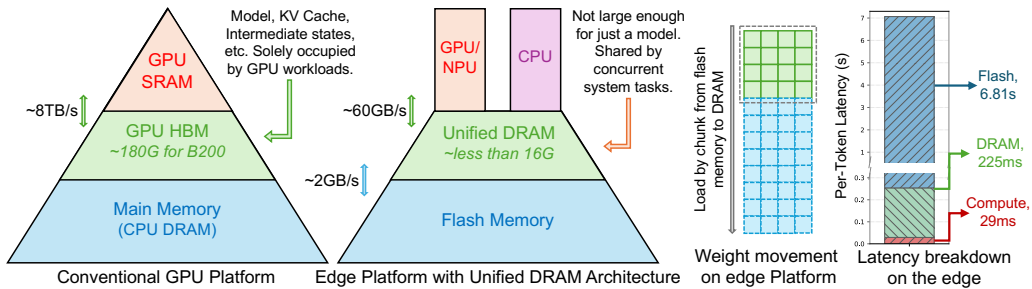 GPU
SRAM
~8TB/s
GPU HBM
~180G for B200
Main Memory
(CPU DRAM)
Model, KV Cache,
Intermediate states,
etc. Solely occupied
by GPU workloads.
Conventional GPU Platform
GPU/
NPU
CPU
~60GB/s
Unified DRAM
~less than 16G
~2GB/s
Flash Memory
Not large enough
for just a model.
Shared by
concurrent
system tasks.
Edge Platform with Unified DRAM Architecture
Load by chunk from flash
memory to DRAM
Weight movement
on edge Platform
Per-Token Latency (s)
7
6
5
4
3
2
1
0.3
0.2
0.1
0.0
Flash,
6.81s
DRAM,
225ms
Compute,
29ms
Latency breakdown
on the edge